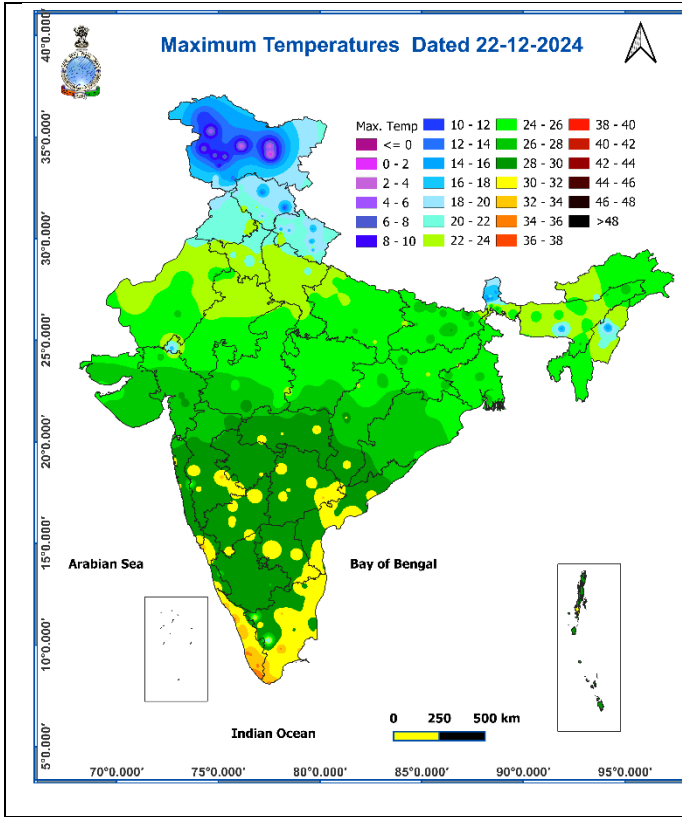 Maximum Temperatures Dated 22-12-2024
Max. Temp
<= 0
0 - 2
2 - 4
4 - 6
6 - 8
8 - 10
10 - 12
12 - 14
14 - 16
16 - 18
18 - 20
20 - 22
22 - 24
24 - 26
26 - 28
28 - 30
30 - 32
32 - 34
34 - 36
36 - 38
38 - 40
40 - 42
42 - 44
44 - 46
46 - 48
>48
40°0.000'
35°0.000'
30°0.000'
25°0.000'
20°0.000'
15°0.000'
10°0.000'
5°0.000'
Arabian Sea
Bay of Bengal
Indian Ocean
0 250 500 km
70°0.000' 75°0.000' 80°0.000' 85°0.000' 90°0.000' 95°0.000'